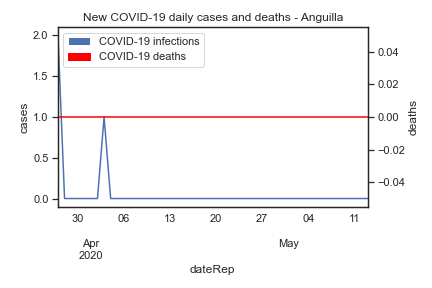 New COVID-19 daily cases and deaths - Anguilla
COVID-19 infections
COVID-19 deaths
cases
2.0
1.5
1.0
0.5
0.0
deaths
0.04
0.02
0.00
−0.02
−0.04
30 06 13 20 27 04 11
Apr May
2020
dateRep